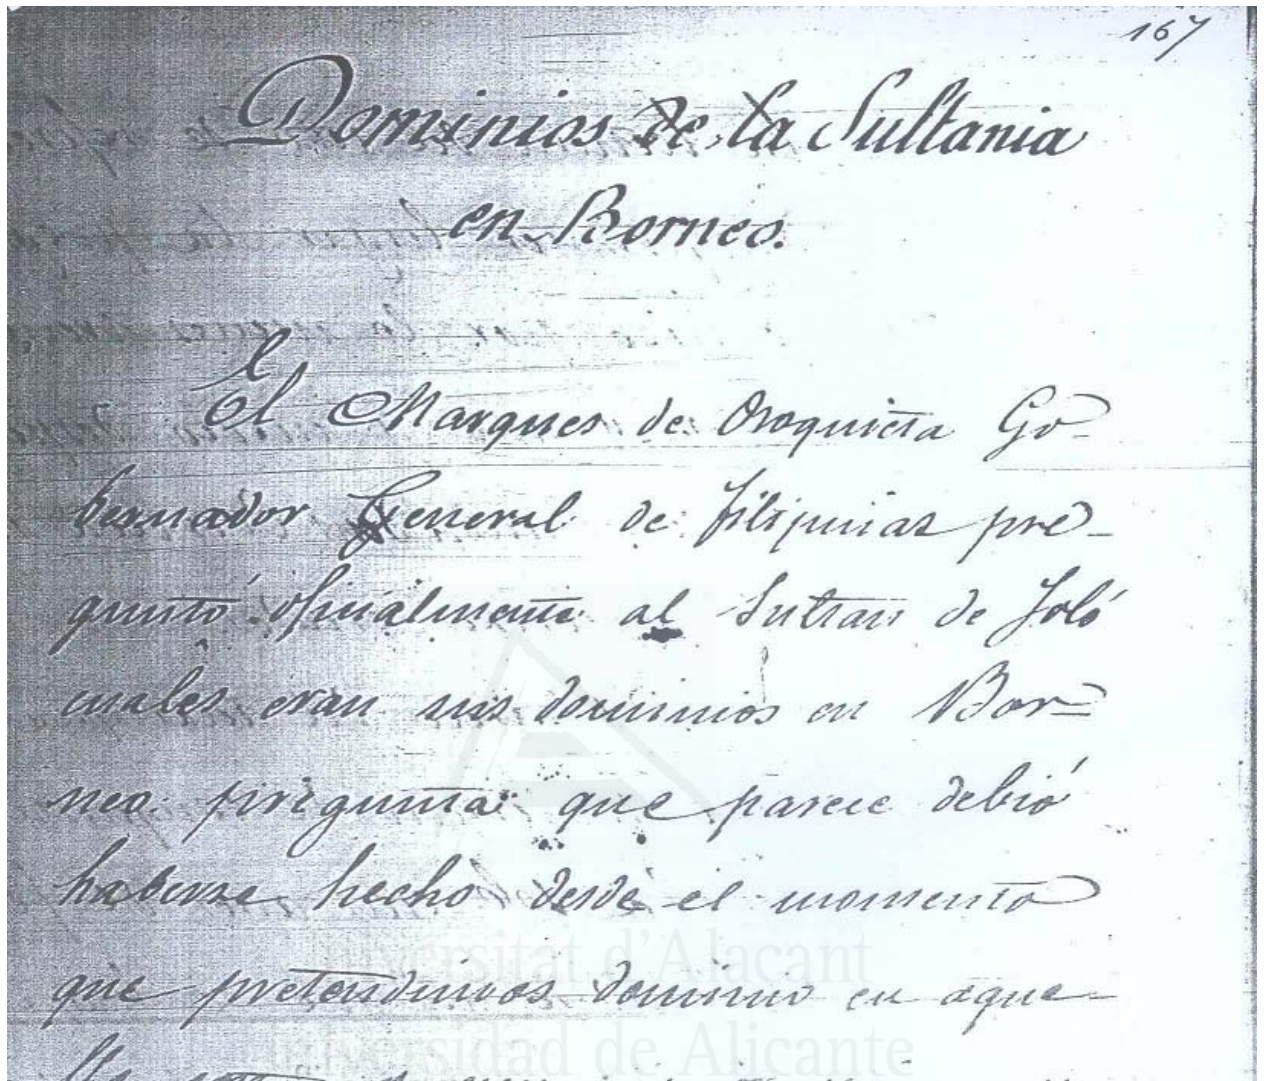 167
Dominios de la Sultania
en Borneo.
El Marques de Oroquieta Go-
bernador General de Filipinas pre-
guntó oficialmente al Sultan de Joló
cuales eran sus dominios en Bor=
neo pregunta que parece debió
haberse hecho desde el momento
que pretendimos dominio en aque-
Universitat d'Alacant
Universidad de Alicante